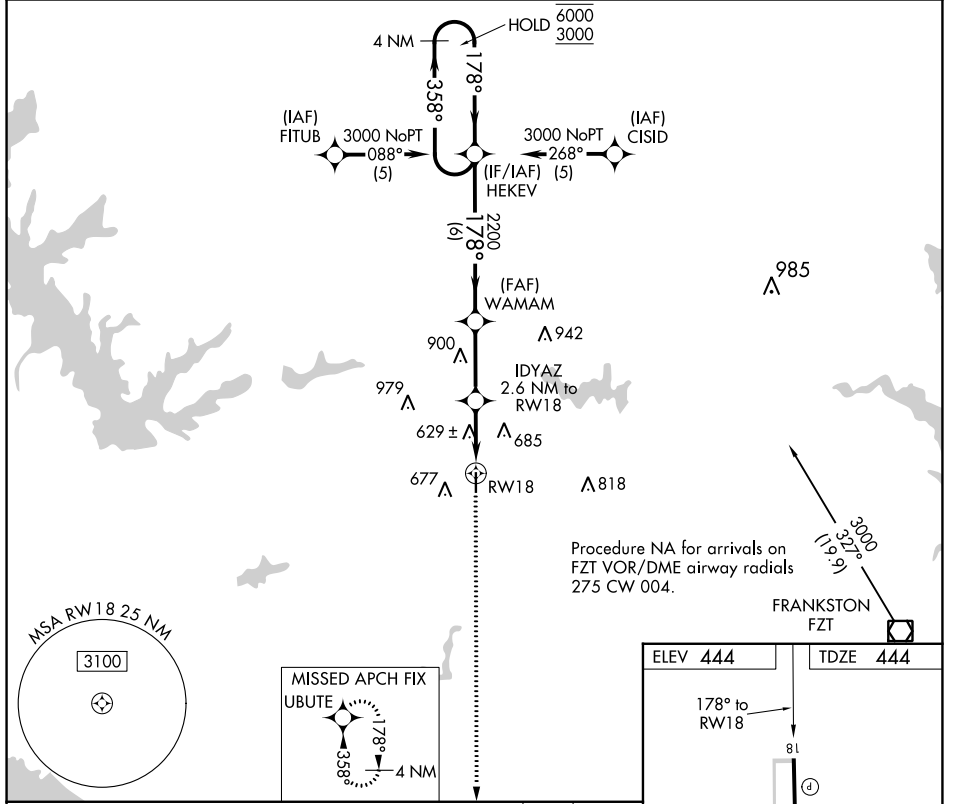 HOLD 6000
3000
4 NM
178°
358°
(IAF)
FITUB
3000 NoPT
088°
(5)
(IF/IAF)
HEKEV
3000 NoPT
268°
(5)
(IAF)
CISID
2200
178°
(6)
(FAF)
WAMAM
985
942
900
IDYAZ
2.6 NM to
RW18
979
629 ±
685
677
RW18
818
3000
327°
(19.9)
Procedure NA for arrivals on
FZT VOR/DME airway radials
275 CW 004.
FRANKSTON
FZT
MSA RW18 25 NM
3100
MISSED APCH FIX
UBUTE
178°
358°
4 NM
ELEV 444
TDZE 444
178° to
RW18
18
P